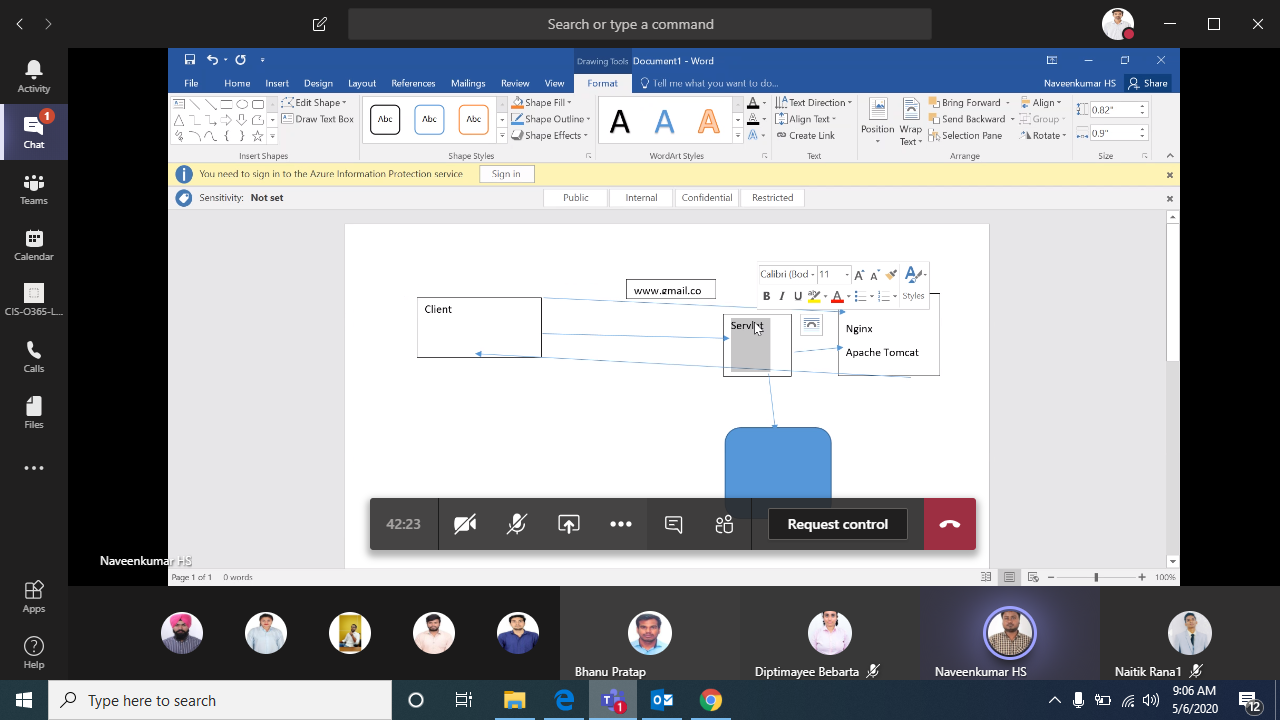 Search or type a command
Activity
1
Chat
Teams
Calendar
CIS-O365-L...
Calls
Files
Apps
Help
Drawing Tools
Document1 - Word
File
Home
Insert
Design
Layout
References
Mailings
Review
View
Format
Tell me what you want to do...
Naveenkumar HS
Share
Edit Shape
Draw Text Box
Insert Shapes
Abc
Abc
Abc
Shape Fill
Shape Outline
Shape Effects
Shape Styles
A
A
A
WordArt Styles
Text Direction
Align Text
Create Link
Text
Position
Wrap
Text
Bring Forward
Send Backward
Selection Pane
Align
Group
Rotate
Arrange
0.82"
0.9"
Size
You need to sign in to the Azure Information Protection service
Sign in
Sensitivity: Not set
Public
Internal
Confidential
Restricted
Calibri (Bod
11
B I U
Styles
www.gmail.co
Client
Servlet
Nginx
Apache Tomcat
42:23
Request control
Naveenkumar HS
Page 1 of 1
0 words
100%
Bhanu Pratap
Diptimayee Bebarta
Naveenkumar HS
Naitik Rana1
Type here to search
1
9:06 AM
5/6/2020
12